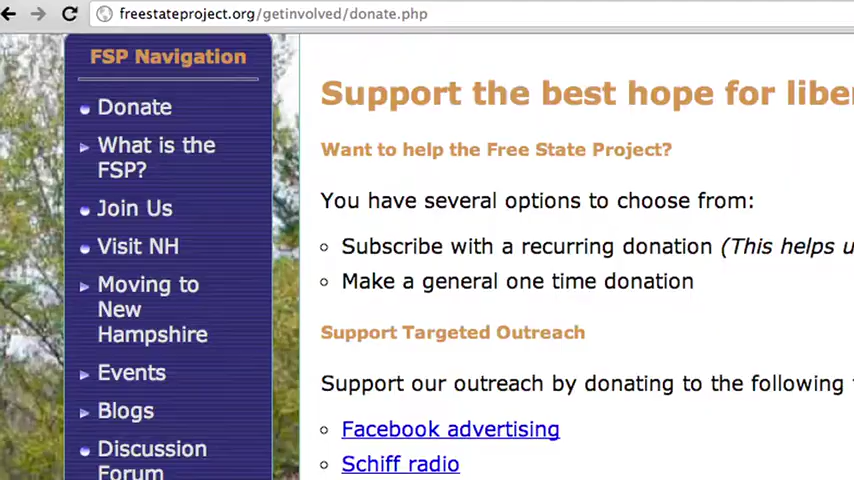 freestateproject.org/getinvolved/donate.php
FSP Navigation
Donate
What is the
FSP?
Join Us
Visit NH
Moving to
New
Hampshire
Events
Blogs
Discussion
Forum
Support the best hope for liber
Want to help the Free State Project?
You have several options to choose from:
Subscribe with a recurring donation (This helps u
Make a general one time donation
Support Targeted Outreach
Support our outreach by donating to the following
Facebook advertising
Schiff radio